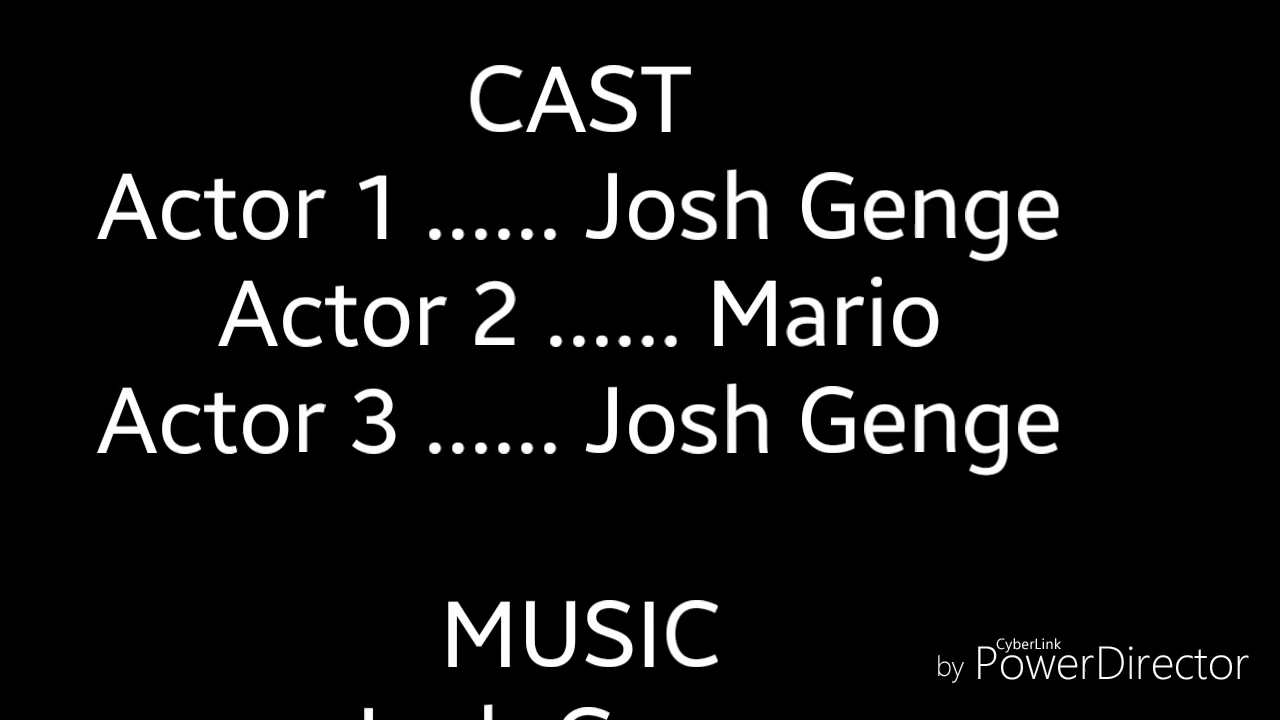 CAST
Actor 1 ...... Josh Genge
Actor 2 ...... Mario
Actor 3 ...... Josh Genge
MUSIC
CyberLink
by PowerDirector